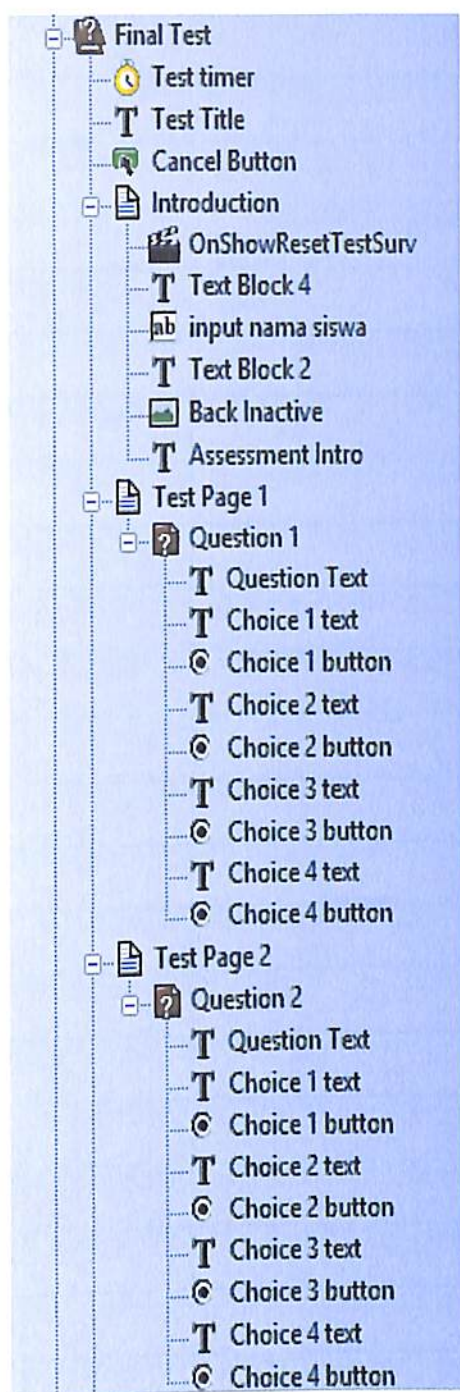 Final Test
Test timer
Test Title
Cancel Button
Introduction
OnShowResetTestSurv
Text Block 4
input nama siswa
Text Block 2
Back Inactive
Assessment Intro
Test Page 1
Question 1
Question Text
Choice 1 text
Choice 1 button
Choice 2 text
Choice 2 button
Choice 3 text
Choice 3 button
Choice 4 text
Choice 4 button
Test Page 2
Question 2
Question Text
Choice 1 text
Choice 1 button
Choice 2 text
Choice 2 button
Choice 3 text
Choice 3 button
Choice 4 text
Choice 4 button